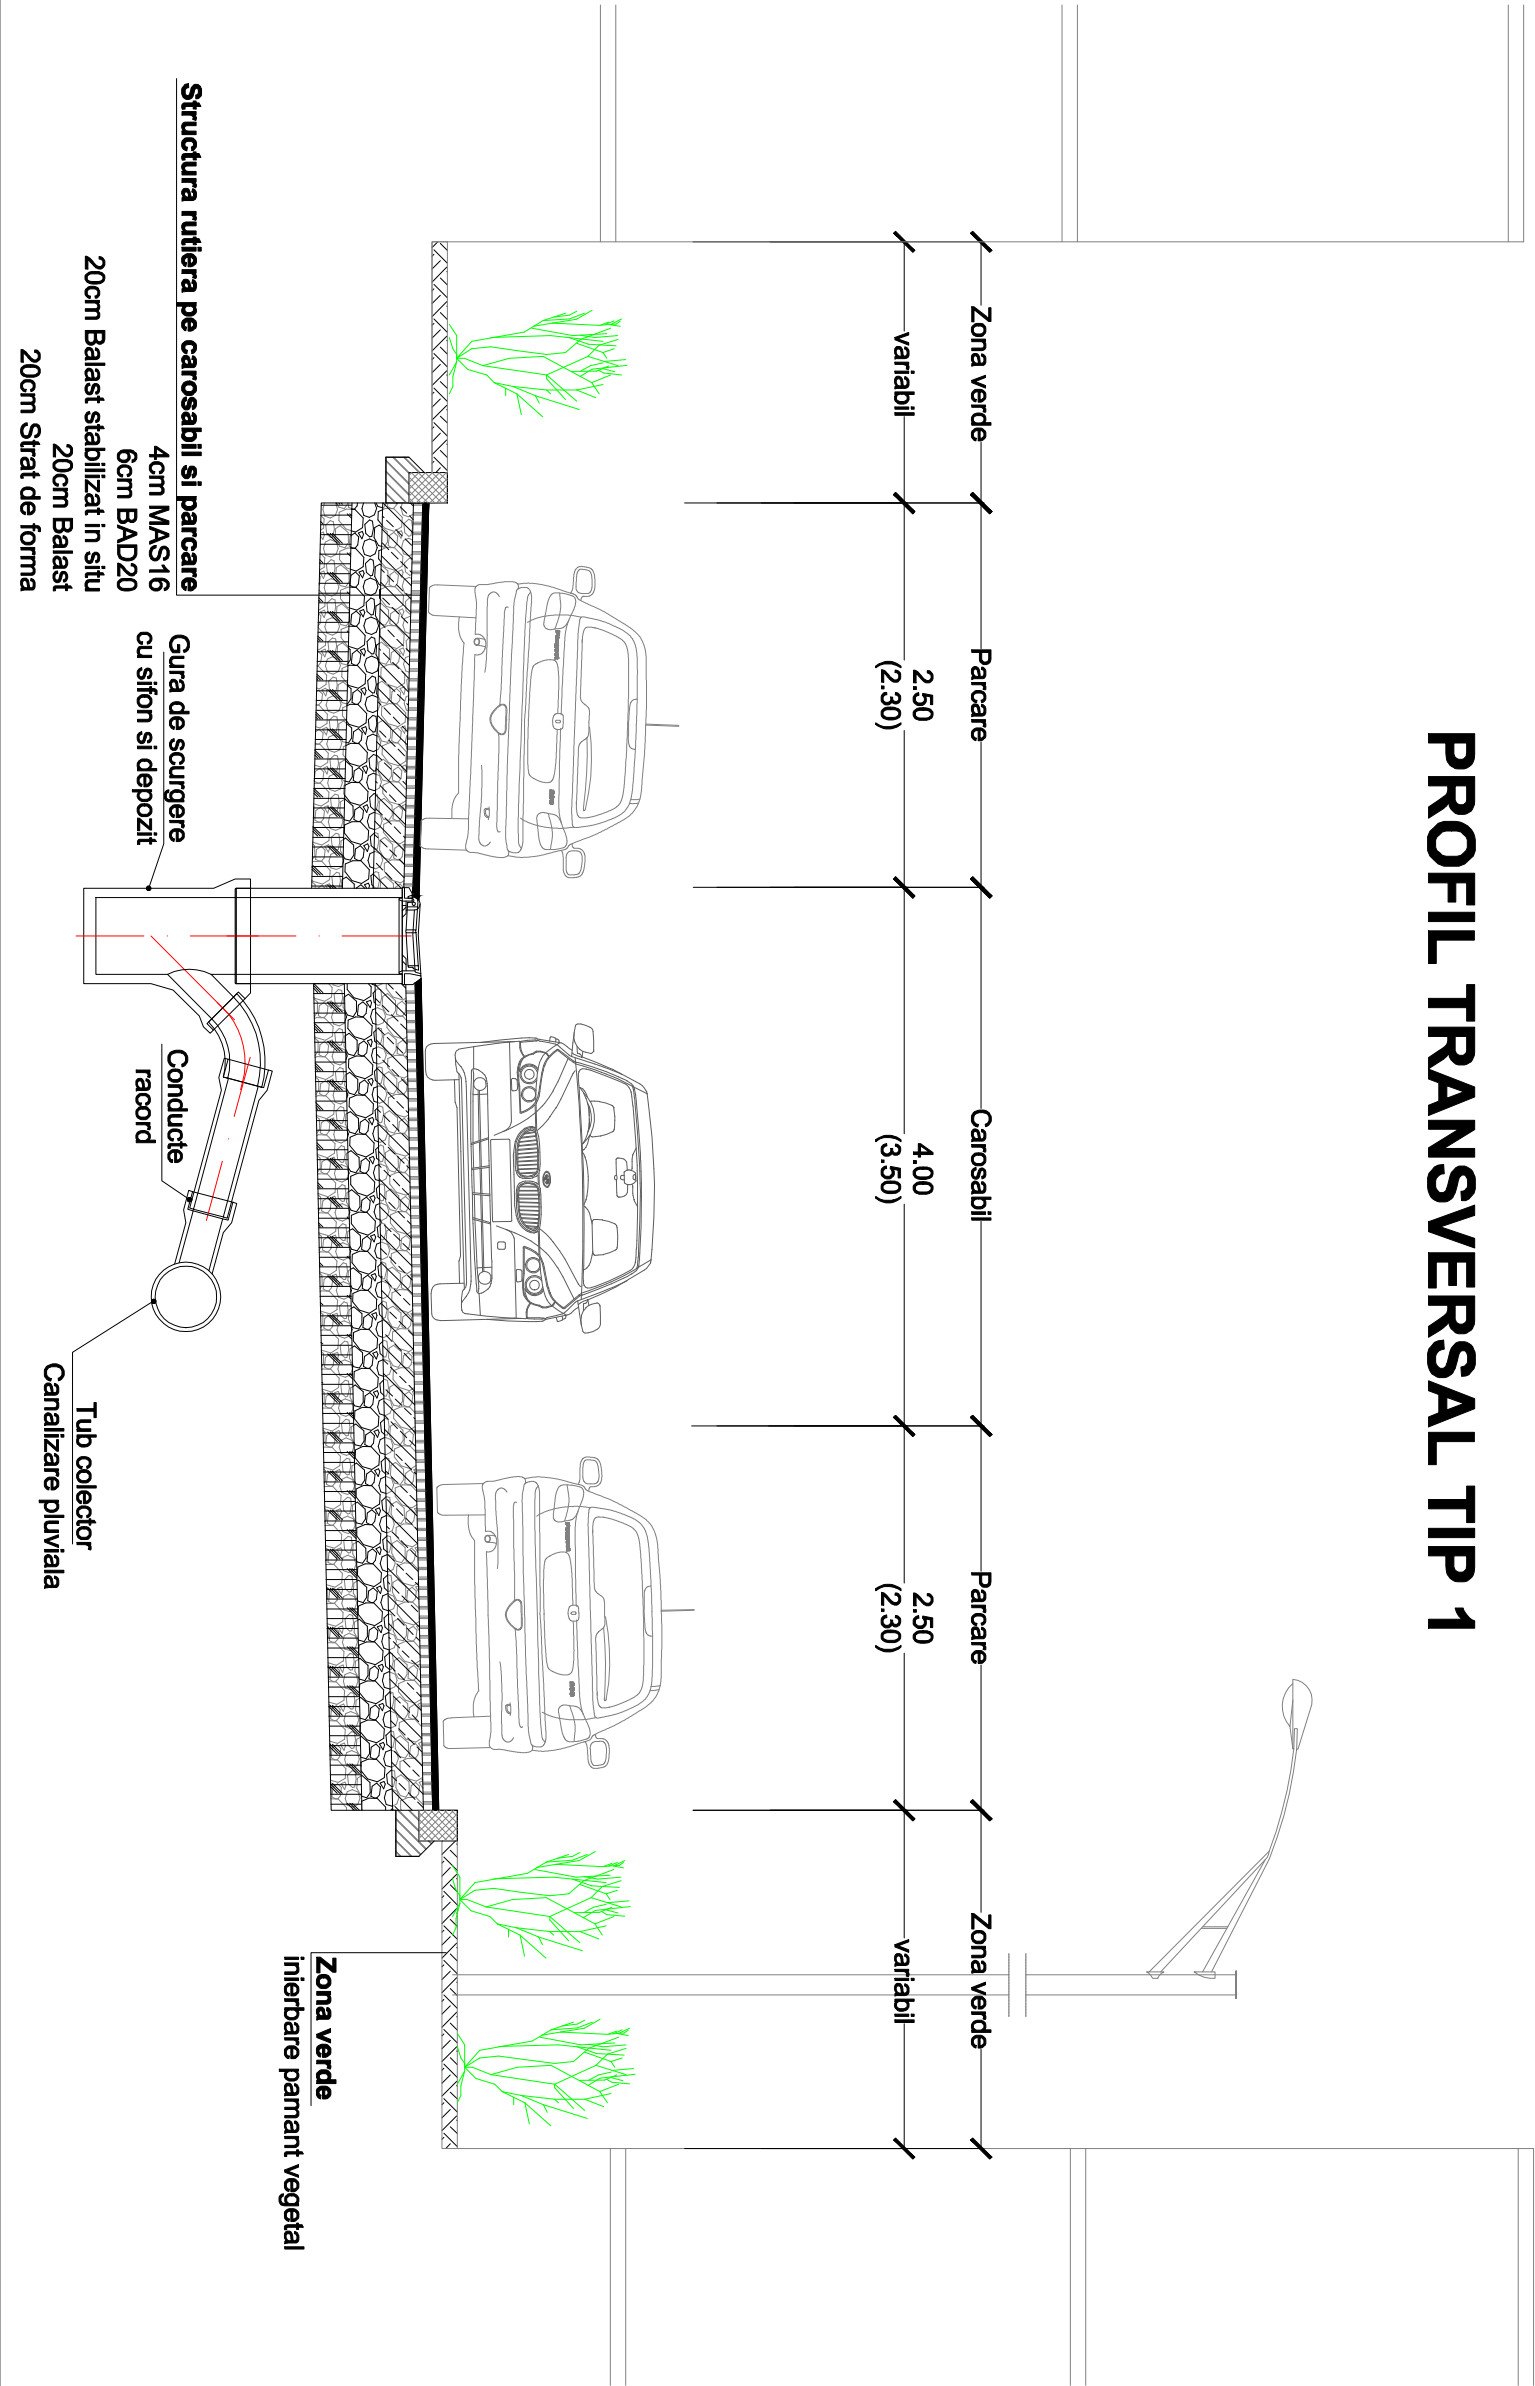 PROFIL TRANSVERSAL TIP 1
Zona verde
Parcare
Carosabil
Parcare
Zona verde
variabil
2.50
(2.30)
4.00
(3.50)
2.50
(2.30)
variabil
Structura rutiera pe carosabil si parcare
4cm MAS16
6cm BAD20
20cm Balast stabilizat in situ
20cm Balast
20cm Strat de forma
Gura de scurgere
cu sifon si depozit
Conducte
racord
Tub colector
Canalizare pluviala
Zona verde
inierbare pamant vegetal